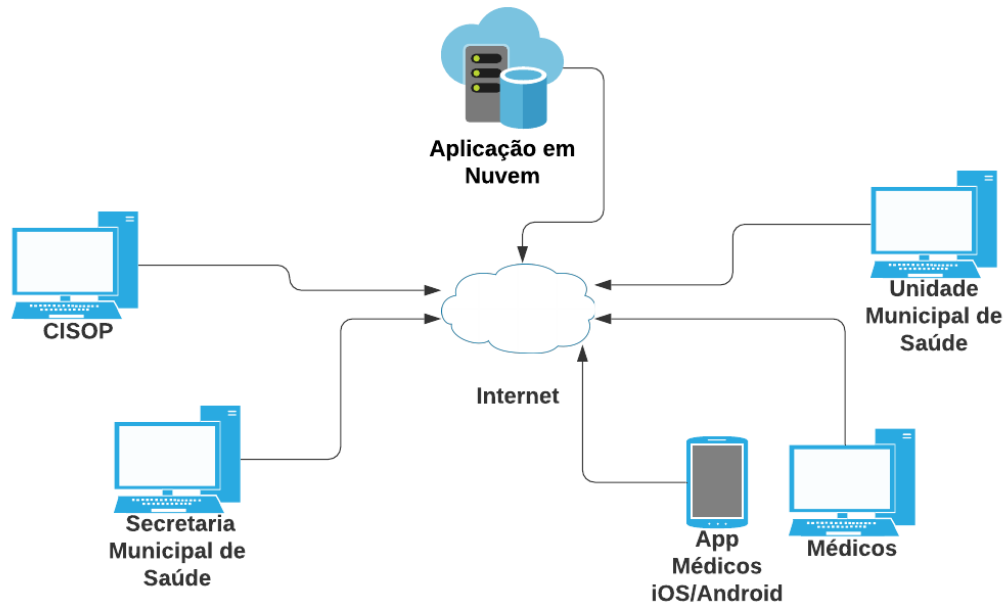 Aplicação em
Nuvem
CISOP
Unidade
Municipal de
Saúde
Internet
Secretaria
Municipal de
Saúde
App
Médicos
iOS/Android
Médicos